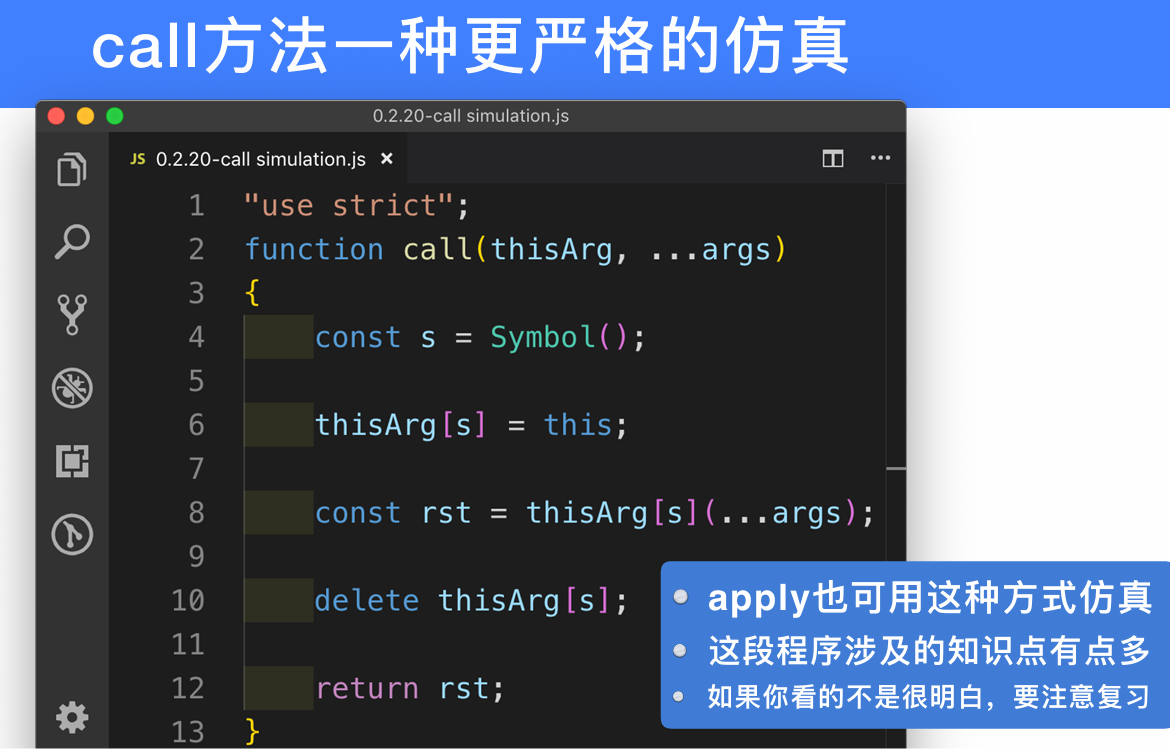 call方法一种更严格的仿真
0.2.20-call simulation.js
JS 0.2.20-call simulation.js ×
1 "use strict";
2 function call(thisArg, ...args)
3 {
4 const s = Symbol();
5
6 thisArg[s] = this;
7
8 const rst = thisArg[s](...args);
9
10 delete thisArg[s];
11
12 return rst;
13 }
apply也可用这种方式仿真
这段程序涉及的知识点有点多
如果你看的不是很明白，要注意复习